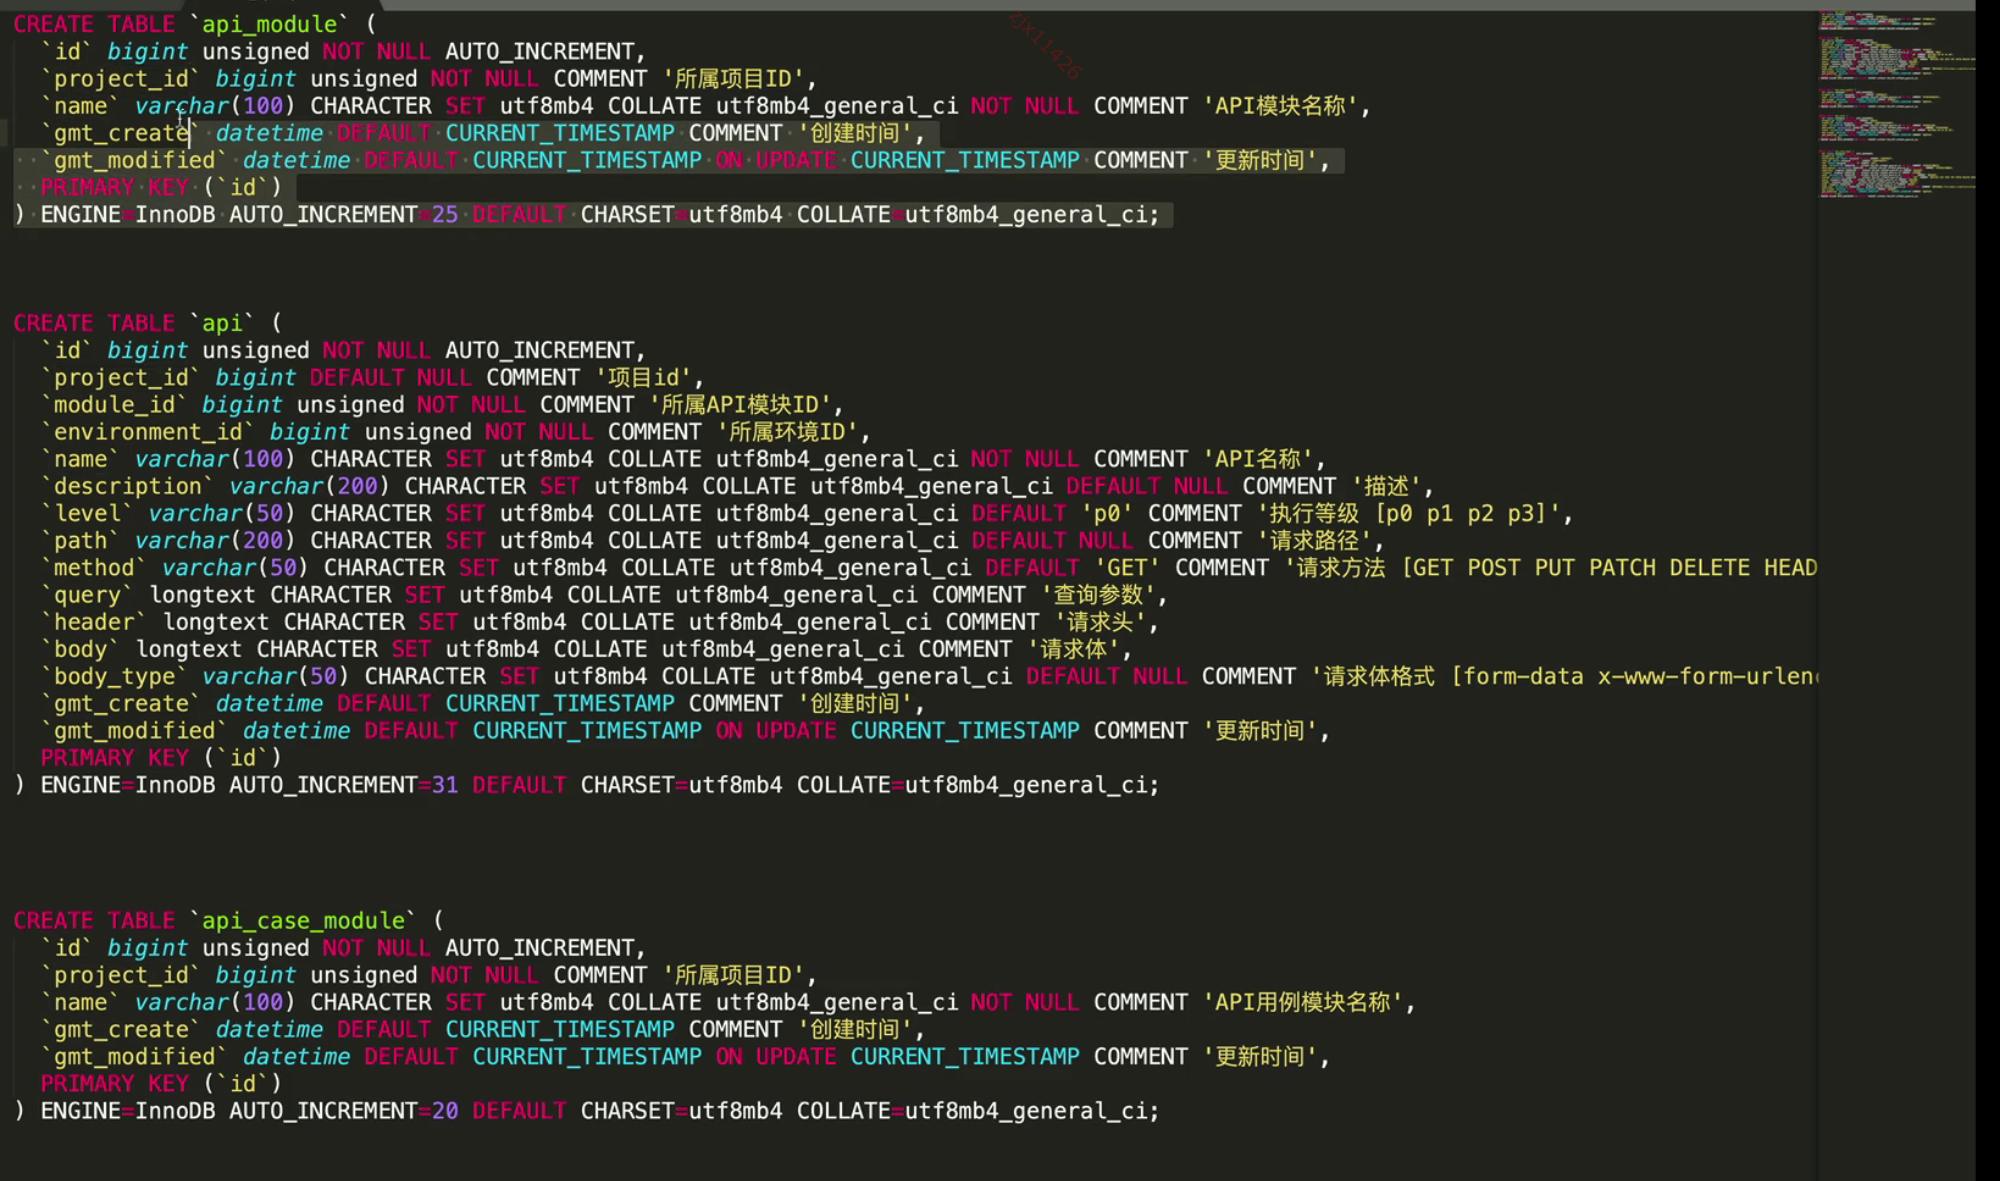 CREATE TABLE `api_module` (
  `id` bigint unsigned NOT NULL AUTO_INCREMENT,
  `project_id` bigint unsigned NOT NULL COMMENT '所属项目ID',
  `name` varchar(100) CHARACTER SET utf8mb4 COLLATE utf8mb4_general_ci NOT NULL COMMENT 'API模块名称',
  `gmt_create` datetime DEFAULT CURRENT_TIMESTAMP COMMENT '创建时间',
  `gmt_modified` datetime DEFAULT CURRENT_TIMESTAMP ON UPDATE CURRENT_TIMESTAMP COMMENT '更新时间',
  PRIMARY KEY (`id`)
) ENGINE=InnoDB AUTO_INCREMENT=25 DEFAULT CHARSET=utf8mb4 COLLATE=utf8mb4_general_ci;
zjx11426
CREATE TABLE `api` (
  `id` bigint unsigned NOT NULL AUTO_INCREMENT,
  `project_id` bigint DEFAULT NULL COMMENT '项目id',
  `module_id` bigint unsigned NOT NULL COMMENT '所属API模块ID',
  `environment_id` bigint unsigned NOT NULL COMMENT '所属环境ID',
  `name` varchar(100) CHARACTER SET utf8mb4 COLLATE utf8mb4_general_ci NOT NULL COMMENT 'API名称',
  `description` varchar(200) CHARACTER SET utf8mb4 COLLATE utf8mb4_general_ci DEFAULT NULL COMMENT '描述',
  `level` varchar(50) CHARACTER SET utf8mb4 COLLATE utf8mb4_general_ci DEFAULT 'p0' COMMENT '执行等级 [p0 p1 p2 p3]',
  `path` varchar(200) CHARACTER SET utf8mb4 COLLATE utf8mb4_general_ci DEFAULT NULL COMMENT '请求路径',
  `method` varchar(50) CHARACTER SET utf8mb4 COLLATE utf8mb4_general_ci DEFAULT 'GET' COMMENT '请求方法 [GET POST PUT PATCH DELETE HEAD
  `query` longtext CHARACTER SET utf8mb4 COLLATE utf8mb4_general_ci COMMENT '查询参数',
  `header` longtext CHARACTER SET utf8mb4 COLLATE utf8mb4_general_ci COMMENT '请求头',
  `body` longtext CHARACTER SET utf8mb4 COLLATE utf8mb4_general_ci COMMENT '请求体',
  `body_type` varchar(50) CHARACTER SET utf8mb4 COLLATE utf8mb4_general_ci DEFAULT NULL COMMENT '请求体格式 [form-data x-www-form-urlenc
  `gmt_create` datetime DEFAULT CURRENT_TIMESTAMP COMMENT '创建时间',
  `gmt_modified` datetime DEFAULT CURRENT_TIMESTAMP ON UPDATE CURRENT_TIMESTAMP COMMENT '更新时间',
  PRIMARY KEY (`id`)
) ENGINE=InnoDB AUTO_INCREMENT=31 DEFAULT CHARSET=utf8mb4 COLLATE=utf8mb4_general_ci;
CREATE TABLE `api_case_module` (
  `id` bigint unsigned NOT NULL AUTO_INCREMENT,
  `project_id` bigint unsigned NOT NULL COMMENT '所属项目ID',
  `name` varchar(100) CHARACTER SET utf8mb4 COLLATE utf8mb4_general_ci NOT NULL COMMENT 'API用例模块名称',
  `gmt_create` datetime DEFAULT CURRENT_TIMESTAMP COMMENT '创建时间',
  `gmt_modified` datetime DEFAULT CURRENT_TIMESTAMP ON UPDATE CURRENT_TIMESTAMP COMMENT '更新时间',
  PRIMARY KEY (`id`)
) ENGINE=InnoDB AUTO_INCREMENT=20 DEFAULT CHARSET=utf8mb4 COLLATE=utf8mb4_general_ci;